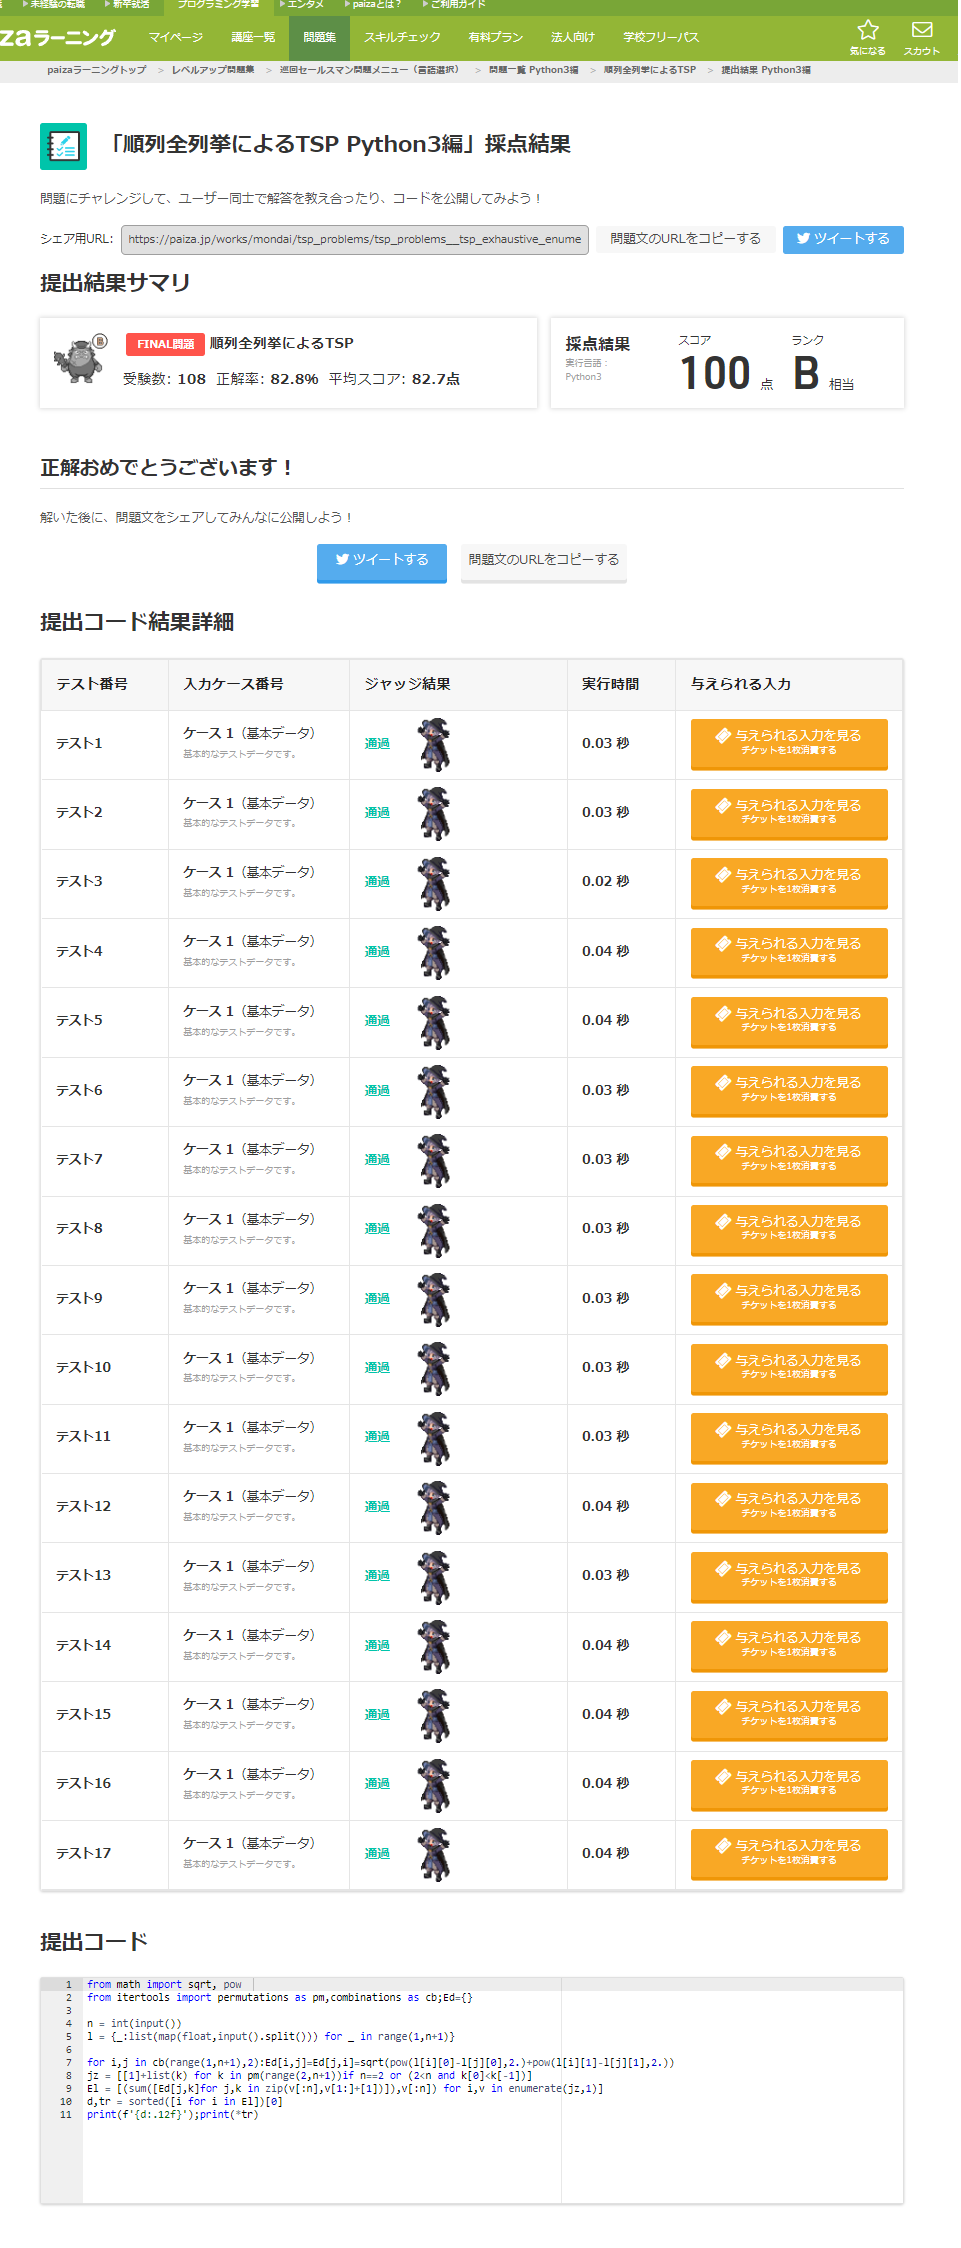 未経験の転職
新卒就活
プログラミング学習
エンタメ
paizaとは？
ご利用ガイド
zaラーニング
マイページ
講座一覧
問題集
スキルチェック
有料プラン
法人向け
学校フリーパス
気になる
スカウト
paizaラーニングトップ > レベルアップ問題集 > 巡回セールスマン問題メニュー（言語選択） > 問題一覧 Python3編 > 順列全列挙によるTSP > 提出結果 Python3編
「順列全列挙によるTSP Python3編」採点結果
問題にチャレンジして、ユーザー同士で解答を教え合ったり、コードを公開してみよう！
シェア用URL: https://paiza.jp/works/mondai/tsp_problems/tsp_problems__tsp_exhaustive_enume 問題文のURLをコピーする ツイートする
提出結果サマリ
B
FINAL問題 順列全列挙によるTSP
受験数: 108 正解率: 82.8% 平均スコア: 82.7点
採点結果
実行言語：
Python3
スコア
100 点
ランク
B 相当
正解おめでとうございます！
解いた後に、問題文をシェアしてみんなに公開しよう！
ツイートする 問題文のURLをコピーする
提出コード結果詳細
テスト番号 入力ケース番号 ジャッジ結果 実行時間 与えられる入力
テスト1 ケース 1（基本データ） 通過 0.03 秒 与えられる入力を見る
基本的なテストデータです。 チケットを1枚消費する
テスト2 ケース 1（基本データ） 通過 0.03 秒 与えられる入力を見る
基本的なテストデータです。 チケットを1枚消費する
テスト3 ケース 1（基本データ） 通過 0.02 秒 与えられる入力を見る
基本的なテストデータです。 チケットを1枚消費する
テスト4 ケース 1（基本データ） 通過 0.04 秒 与えられる入力を見る
基本的なテストデータです。 チケットを1枚消費する
テスト5 ケース 1（基本データ） 通過 0.04 秒 与えられる入力を見る
基本的なテストデータです。 チケットを1枚消費する
テスト6 ケース 1（基本データ） 通過 0.03 秒 与えられる入力を見る
基本的なテストデータです。 チケットを1枚消費する
テスト7 ケース 1（基本データ） 通過 0.03 秒 与えられる入力を見る
基本的なテストデータです。 チケットを1枚消費する
テスト8 ケース 1（基本データ） 通過 0.03 秒 与えられる入力を見る
基本的なテストデータです。 チケットを1枚消費する
テスト9 ケース 1（基本データ） 通過 0.03 秒 与えられる入力を見る
基本的なテストデータです。 チケットを1枚消費する
テスト10 ケース 1（基本データ） 通過 0.03 秒 与えられる入力を見る
基本的なテストデータです。 チケットを1枚消費する
テスト11 ケース 1（基本データ） 通過 0.03 秒 与えられる入力を見る
基本的なテストデータです。 チケットを1枚消費する
テスト12 ケース 1（基本データ） 通過 0.04 秒 与えられる入力を見る
基本的なテストデータです。 チケットを1枚消費する
テスト13 ケース 1（基本データ） 通過 0.03 秒 与えられる入力を見る
基本的なテストデータです。 チケットを1枚消費する
テスト14 ケース 1（基本データ） 通過 0.04 秒 与えられる入力を見る
基本的なテストデータです。 チケットを1枚消費する
テスト15 ケース 1（基本データ） 通過 0.04 秒 与えられる入力を見る
基本的なテストデータです。 チケットを1枚消費する
テスト16 ケース 1（基本データ） 通過 0.04 秒 与えられる入力を見る
基本的なテストデータです。 チケットを1枚消費する
テスト17 ケース 1（基本データ） 通過 0.04 秒 与えられる入力を見る
基本的なテストデータです。 チケットを1枚消費する
提出コード
1 from math import sqrt, pow
2 from itertools import permutations as pm,combinations as cb;Ed={}
3
4 n = int(input())
5 l = {_:list(map(float,input().split())) for _ in range(1,n+1)}
6
7 for i,j in cb(range(1,n+1),2):Ed[i,j]=Ed[j,i]=sqrt(pow(l[i][0]-l[j][0],2.)+pow(l[i][1]-l[j][1],2.))
8 jz = [[1]+list(k) for k in pm(range(2,n+1))if n==2 or (2<n and k[0]<k[-1])]
9 El = [(sum([Ed[j,k]for j,k in zip(v[:n],v[1:]+[1])]),v[:n]) for i,v in enumerate(jz,1)]
10 d,tr = sorted([i for i in El])[0]
11 print(f'{d:.12f}');print(*tr)